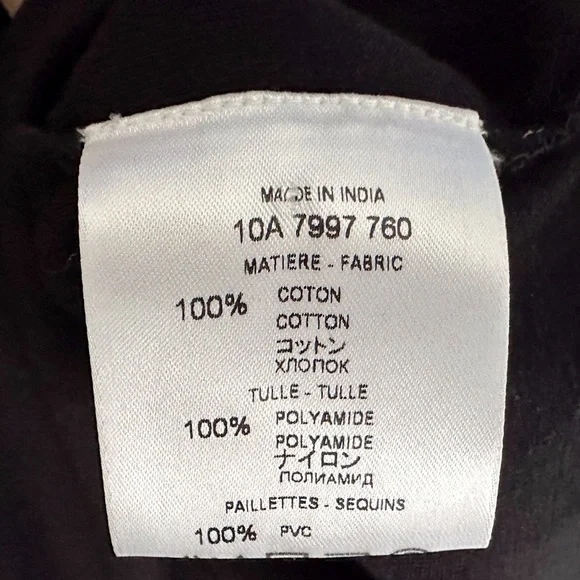 MADE IN INDIA
10A 7997 760
MATIERE - FABRIC
100% COTON
COTTON
コットン
ХЛОПОК
TULLE - TULLE
100% POLYAMIDE
POLYAMIDE
ナイロン
ПОЛИАМИД
PAILLETTES - SEQUINS
100% PVC